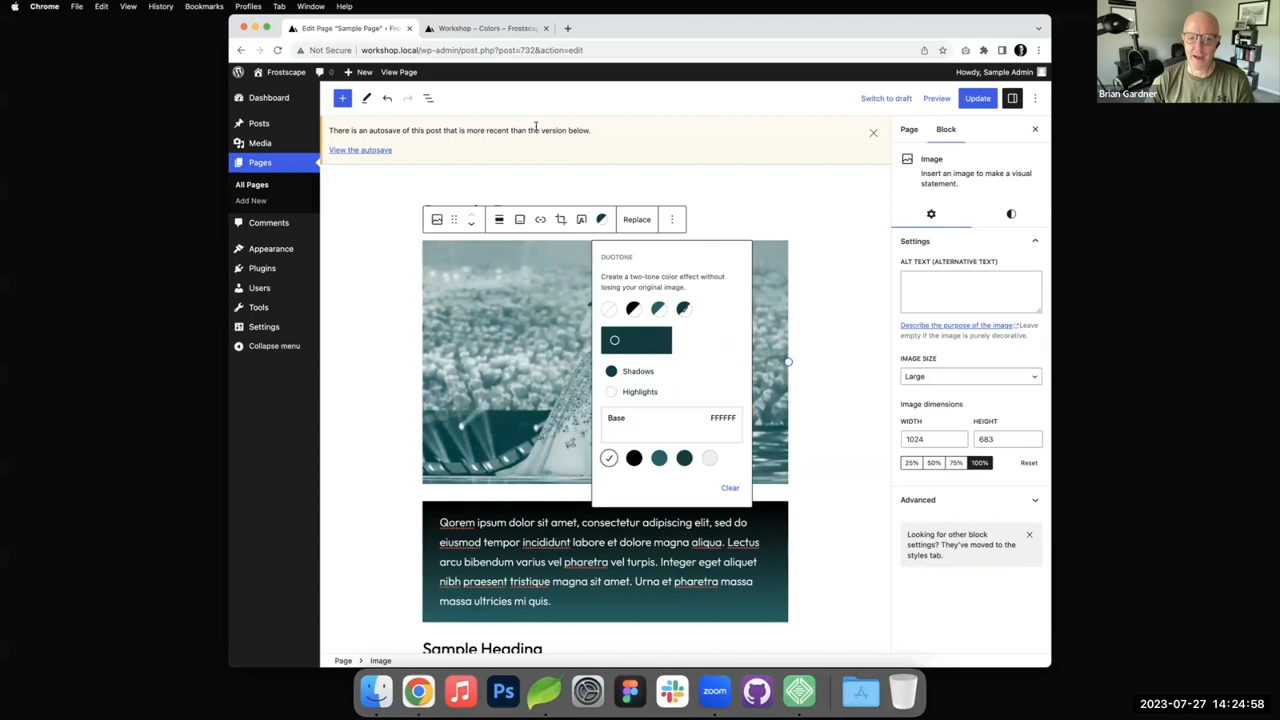 Chrome File Edit View History Bookmarks Profiles Tab Window Help
Edit Page "Sample Page" ‹ Fro
Workshop – Colors – Frostscap
Not Secure workshop.local/wp-admin/post.php?post=732&action=edit
Frostscape 0 New View Page Howdy, Sample Admin
Brian Gardner
Dashboard
Posts
Media
Pages
All Pages
Add New
Comments
Appearance
Plugins
Users
Tools
Settings
Collapse menu
Switch to draft Preview Update
There is an autosave of this post that is more recent than the version below.
View the autosave
Replace
DUOTONE
Create a two-tone color effect without
losing your original image.
Shadows
Highlights
Base FFFFFF
Clear
Qorem ipsum dolor sit amet, consectetur adipiscing elit, sed do
eiusmod tempor incididunt labore et dolore magna aliqua. Lectus
arcu bibendum varius vel pharetra vel turpis. Integer eget aliquet
nibh praesent tristique magna sit amet. Urna et pharetra massa
massa ultricies mi quis.
Sample Heading
Page Image
Page Block
Image
Insert an image to make a visual
statement.
Settings
ALT TEXT (ALTERNATIVE TEXT)
Describe the purpose of the image Leave
empty if the image is purely decorative.
IMAGE SIZE
Large
Image dimensions
WIDTH HEIGHT
1024 683
25% 50% 75% 100% Reset
Advanced
Looking for other block
settings? They've moved to the
styles tab.
Ps
zoom
2023-07-27 14:24:58